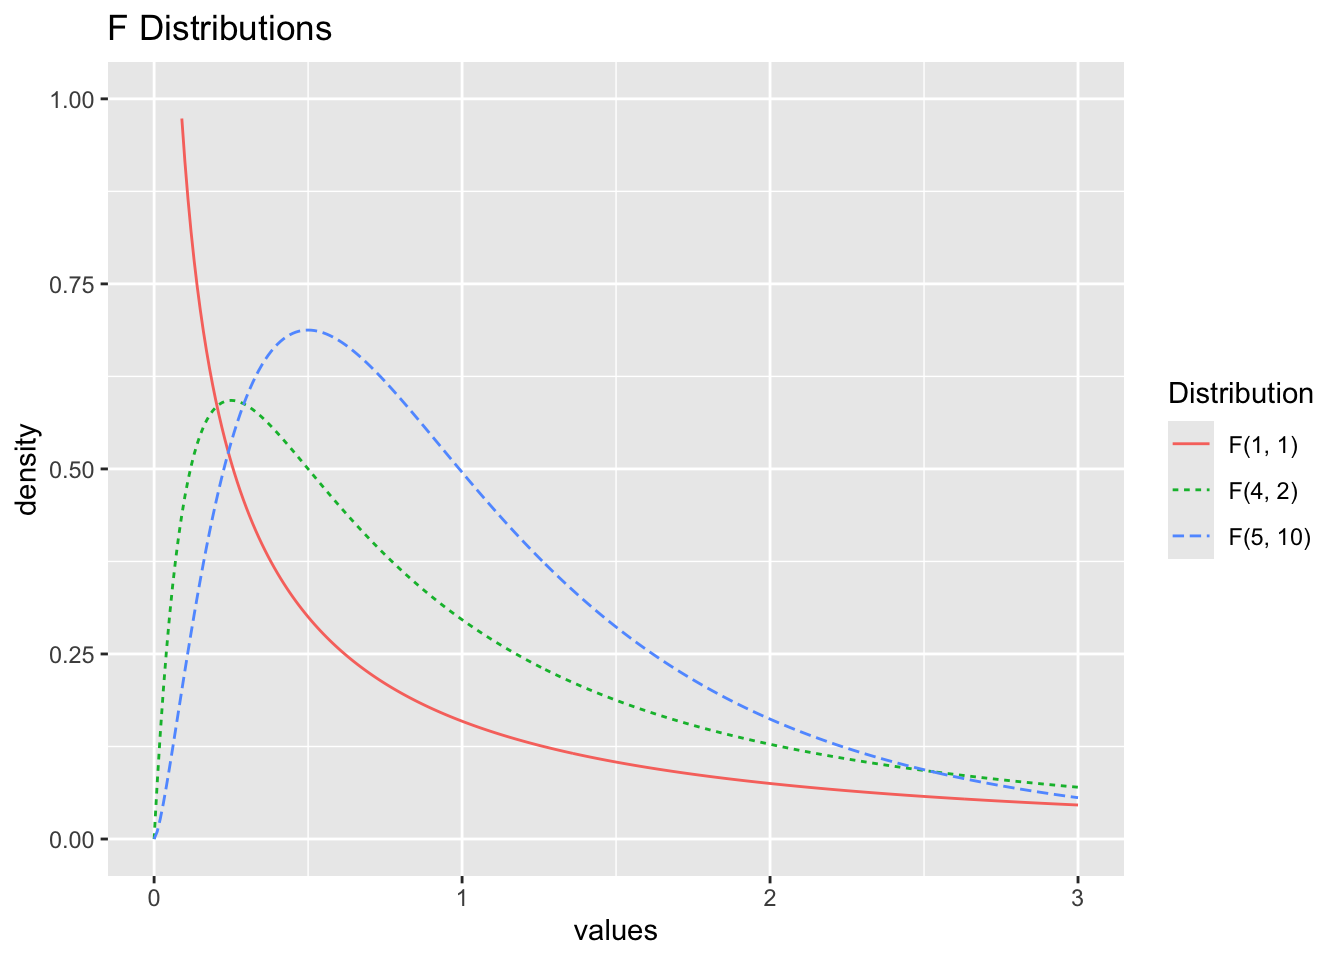 F Distributions
density
1.00
0.75
0.50
0.25
0.00
0 1 2 3
values
Distribution
F(1, 1)
F(4, 2)
F(5, 10)